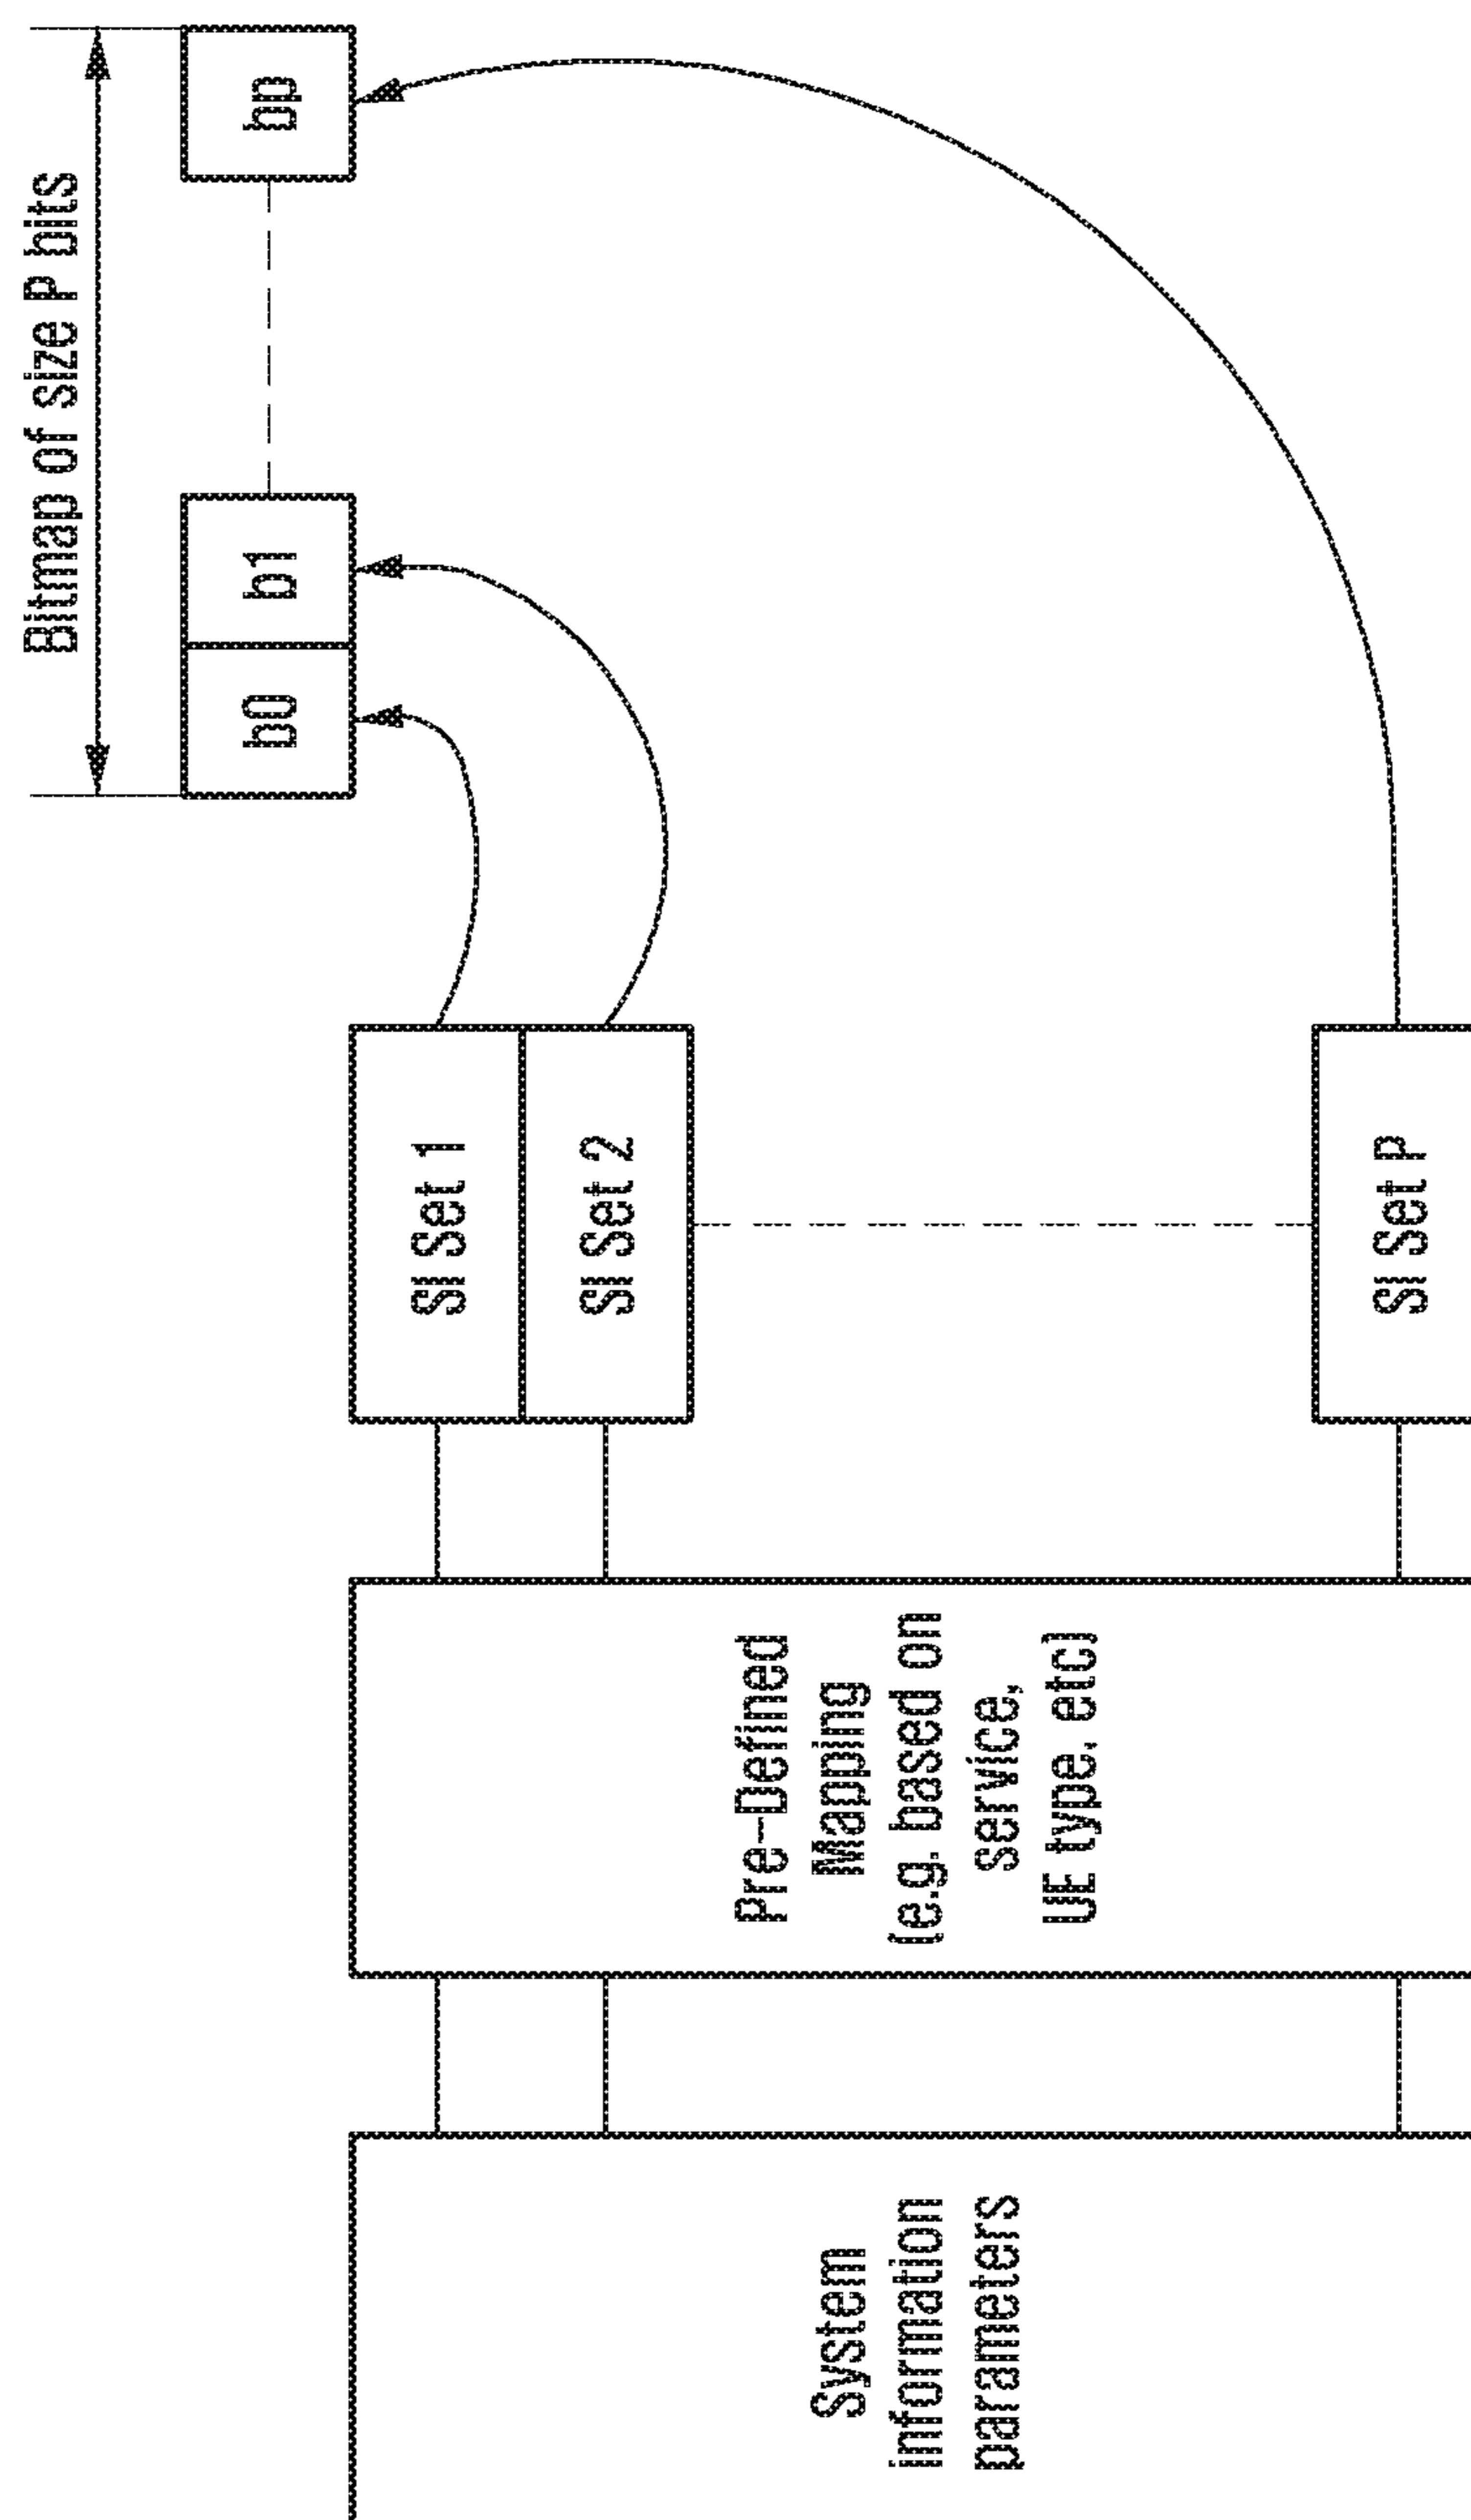 Bitmap of size P bits
b0
b1
bp
SI Set 1
SI Set 2
SI Set P
Pre-Defined
Mapping
(e.g. based on
service,
UE type, etc)
System
information
parameters